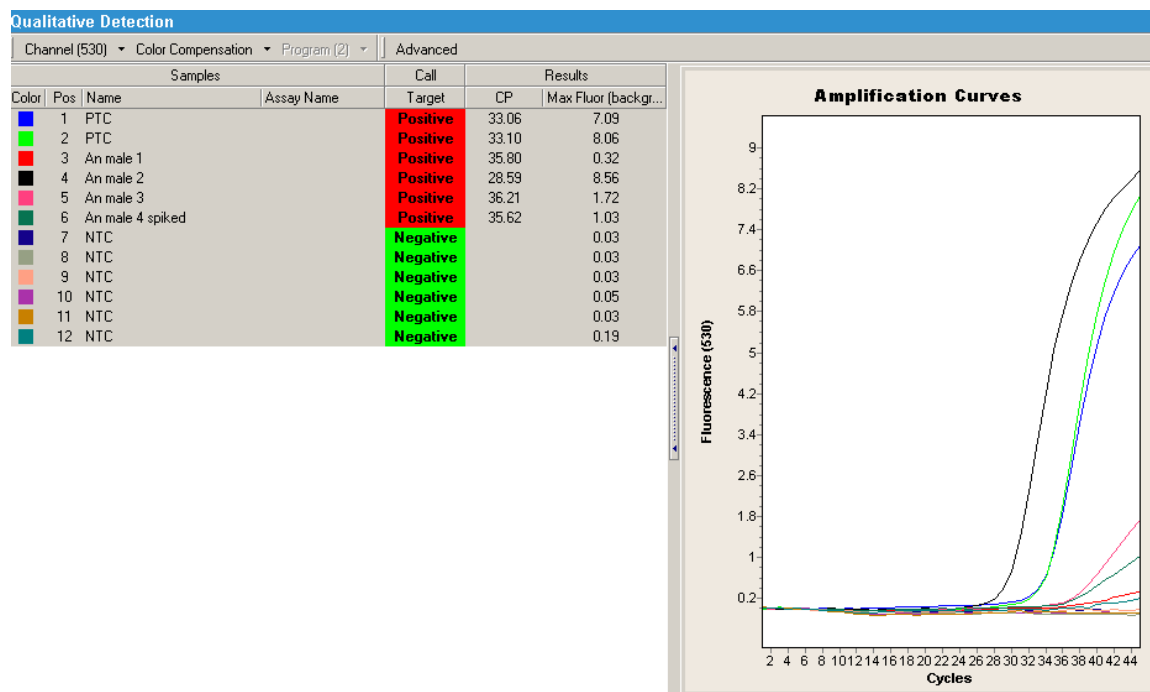 Qualitative Detection
Channel (530) Color Compensation Program (2) Advanced
Samples Call Results
Color Pos Name Assay Name Target CP Max Fluor (backgr...
1 PTC Positive 33.06 7.09
2 PTC Positive 33.10 8.06
3 An male 1 Positive 35.80 0.32
4 An male 2 Positive 28.59 8.56
5 An male 3 Positive 36.21 1.72
6 An male 4 spiked Positive 35.62 1.03
7 NTC Negative 0.03
8 NTC Negative 0.03
9 NTC Negative 0.03
10 NTC Negative 0.05
11 NTC Negative 0.03
12 NTC Negative 0.19
Amplification Curves
9
8.2
7.4
6.6
5.8
5
4.2
3.4
2.6
1.8
1
0.2
Fluorescence (530)
2 4 6 8 10 12 14 16 18 20 22 24 26 28 30 32 34 36 38 40 42 44
Cycles